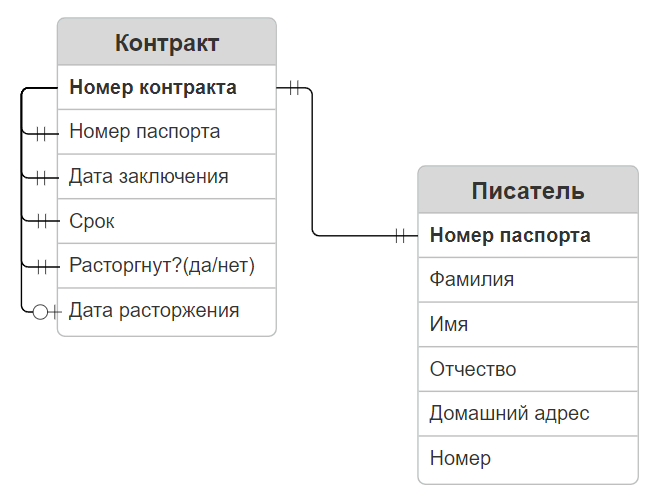 Контракт
Номер контракта
Номер паспорта
Дата заключения
Срок
Расторгнут?(да/нет)
Дата расторжения
Писатель
Номер паспорта
Фамилия
Имя
Отчество
Домашний адрес
Номер